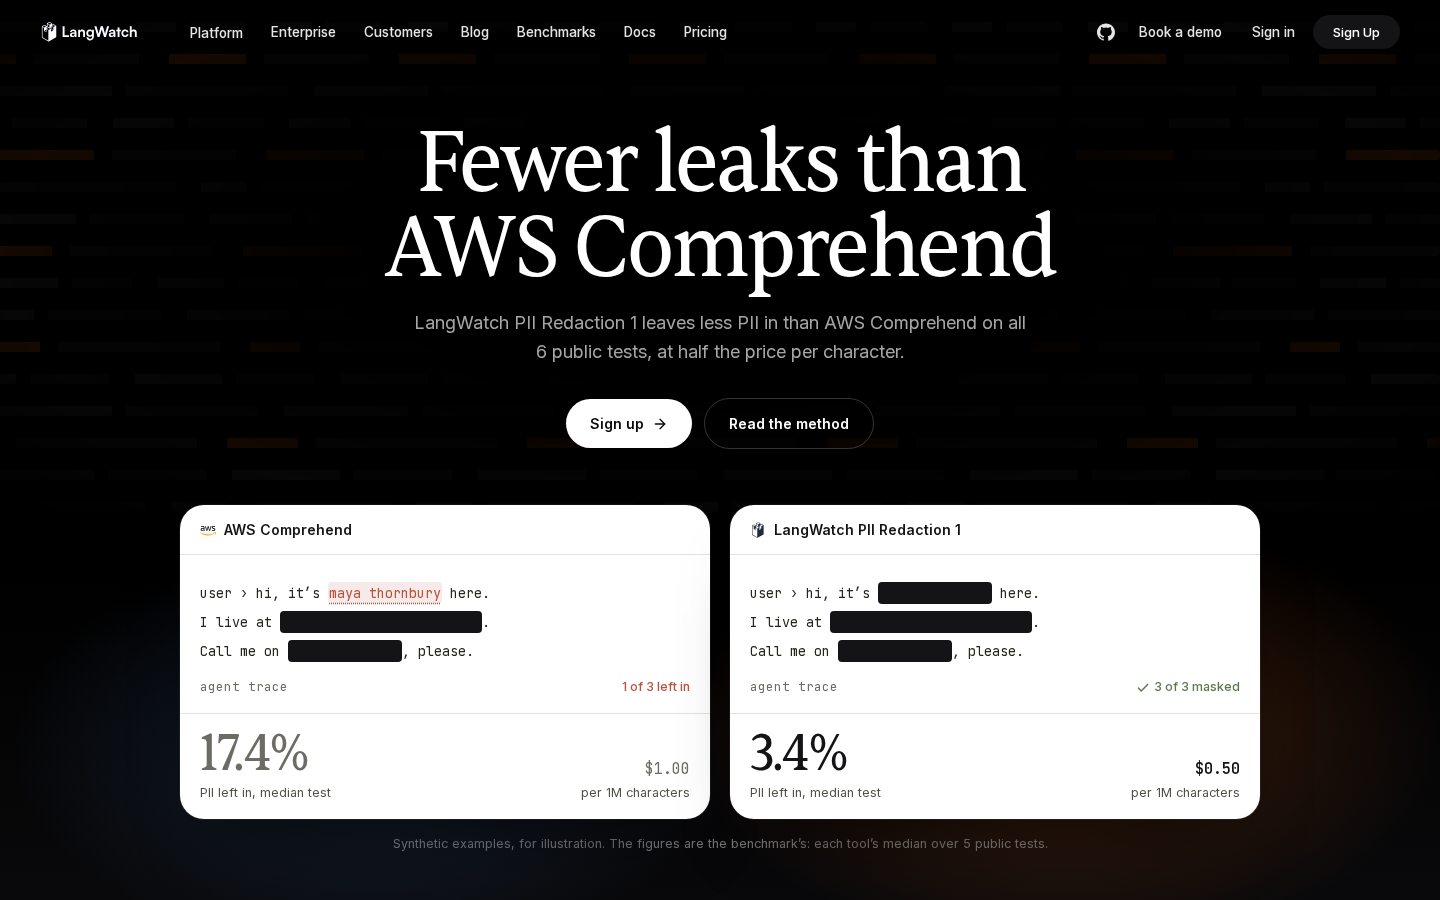 LangWatch Platform Enterprise Customers Blog Benchmarks Docs Pricing Book a demo Sign in Sign Up
Fewer leaks than
AWS Comprehend
LangWatch PII Redaction 1 leaves less PII in than AWS Comprehend on all
6 public tests, at half the price per character.
Sign up → Read the method
aws AWS Comprehend
user › hi, it’s maya thornbury here.
I live at .
Call me on , please.
agent trace 1 of 3 left in
17.4% $1.00
PII left in, median test per 1M characters
LangWatch PII Redaction 1
user › hi, it’s here.
I live at .
Call me on , please.
agent trace ✓ 3 of 3 masked
3.4% $0.50
PII left in, median test per 1M characters
Synthetic examples, for illustration. The figures are the benchmark’s: each tool’s median over 5 public tests.